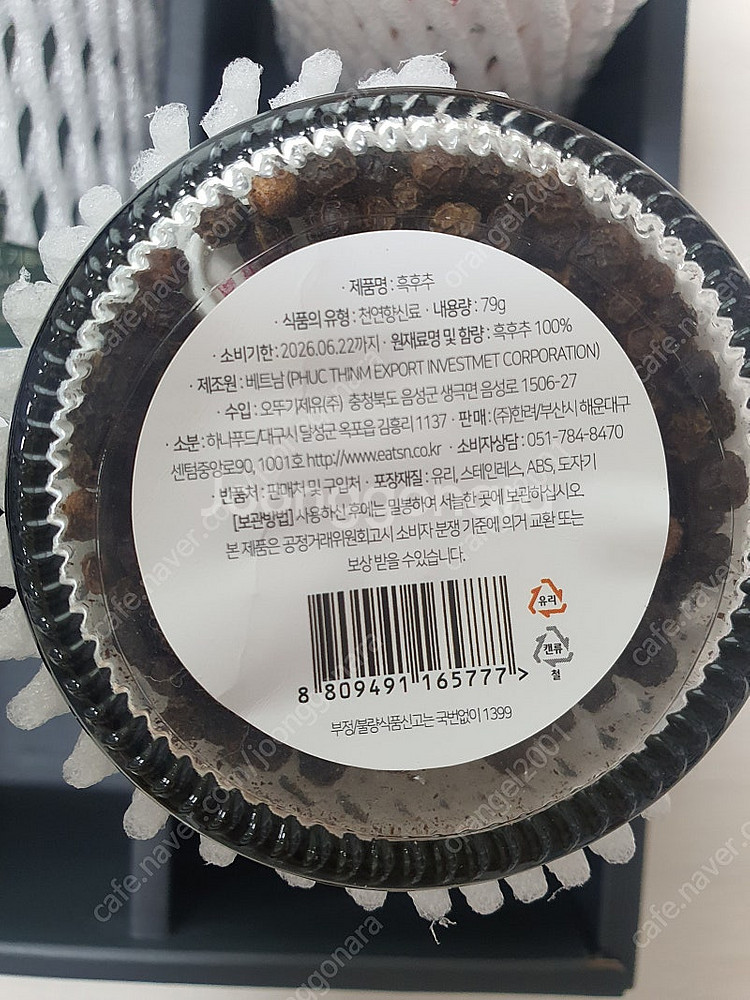 · 제품명 : 흑후추
· 식품의 유형 : 천연향신료 · 내용량 : 79g
· 소비기한 : 2026.06.22까지 · 원재료명 및 함량 : 흑후추 100%
· 제조원 : 베트남 (PHUC THINM EXPORT INVESTMET CORPORATION)
· 수입 : 오뚜기제유(주) 충청북도 음성군 생극면 음성로 1506-27
· 소분 : 하나푸드/대구시 달성군 옥포읍 김흥리 1137 · 판매 : (주)한려/부산시 해운대구
센텀중앙로90, 1001호 http://www.eatsn.co.kr · 소비자상담 : 051-784-8470
· 반품처 : 판매처 및 구입처 · 포장재질 : 유리, 스테인레스, ABS, 도자기
[보관방법] 사용하신 후에는 밀봉하여 서늘한 곳에 보관하십시오.
본 제품은 공정거래위원회고시 소비자 분쟁 기준에 의거 교환 또는
보상 받을 수있습니다.
유리
캔류
철
8 809491 165777 >
부정/불량식품신고는 국번없이 1399
joonggonara
cafe.naver.com/joonggonara
orangel2001